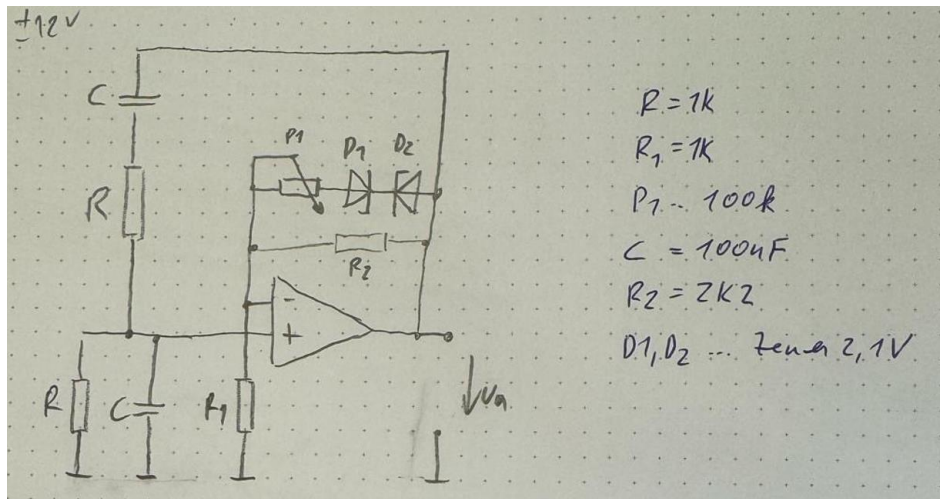 ±12V
C
P1
D1
D2
R
R2
-
+
R
C
R1
Ua
R = 1k
R1 = 1k
P1 .. 100k
C = 100nF
R2 = 2k2
D1, D2 ... Zener 2,1V